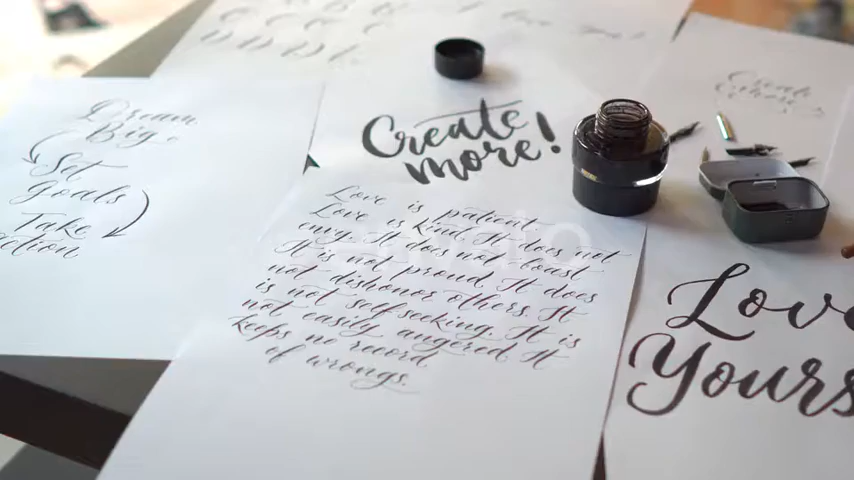 Dream
Big
Set
goals
Take
action
Create
more!
Love is patient
Love is kind It does not
envy. It does not boast
It is not proud. It does
not dishonor others. It
is not self-seeking. It is
not easily angered It
keeps no record
of wrongs.
Love
Yours
envato